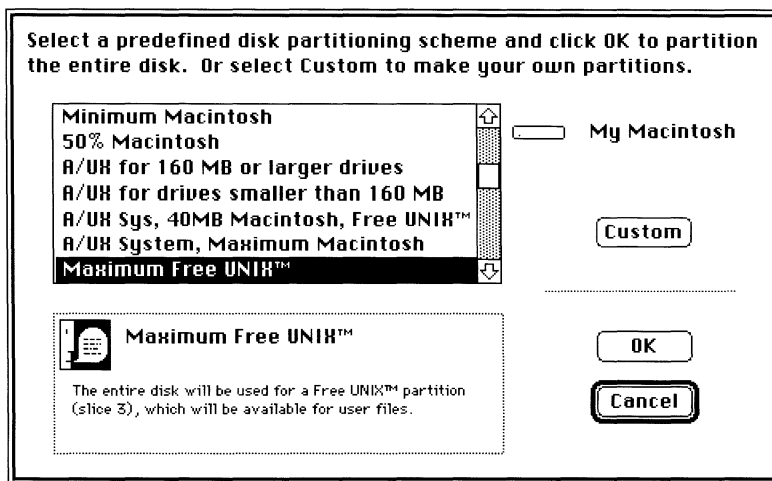 Select a predefined disk partitioning scheme and click OK to partition
the entire disk. Or select Custom to make your own partitions.
Minimum Macintosh
50% Macintosh
A/UX for 160 MB or larger drives
A/UX for drives smaller than 160 MB
A/UX Sys, 40MB Macintosh, Free UNIX™
A/UX System, Maximum Macintosh
Maximum Free UNIX™
My Macintosh
Custom
Maximum Free UNIX™
The entire disk will be used for a Free UNIX™ partition
(slice 3), which will be available for user files.
OK
Cancel